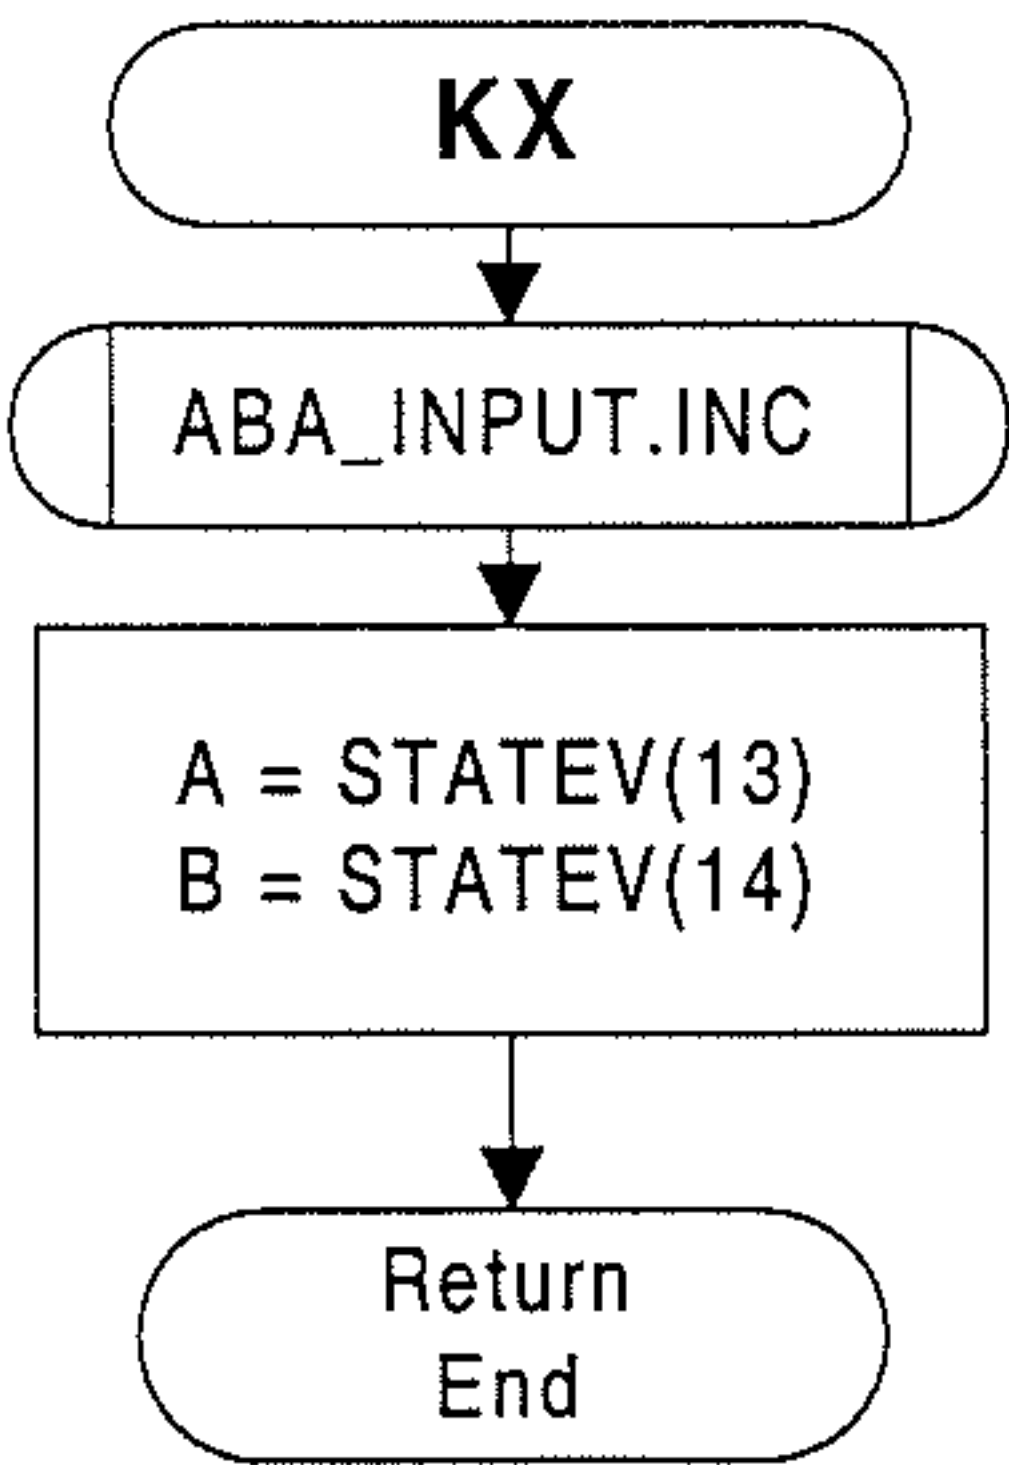 KX
ABA_INPUT.INC
A = STATEV(13)
B = STATEV(14)
Return
End